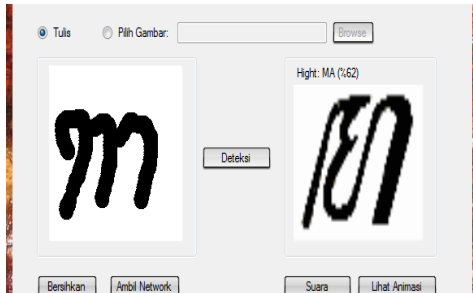 Tulis Pilih Gambar: Browse
Hight: MA (%62)
Deteksi
ꦩ
Bersihkan Ambil Network Suara Lihat Animasi